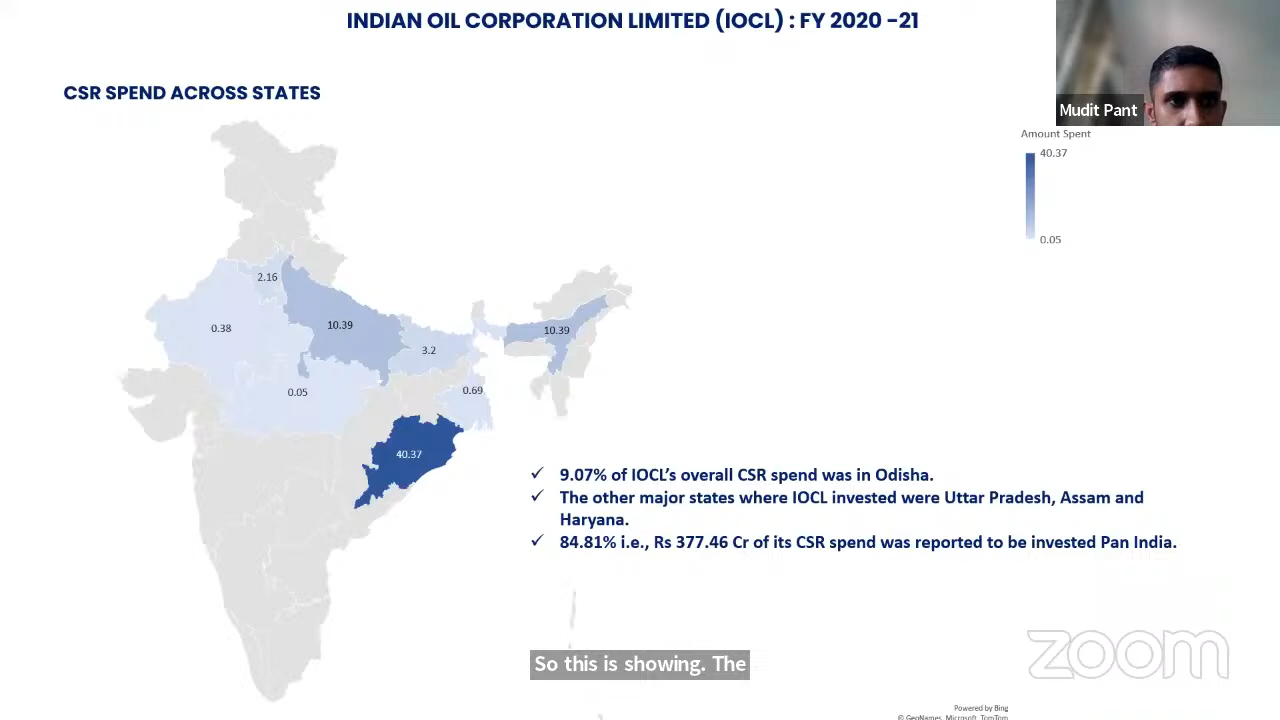 INDIAN OIL CORPORATION LIMITED (IOCL) : FY 2020 -21
CSR SPEND ACROSS STATES
Mudit Pant
Amount Spent
40.37
0.05
2.16
0.38
10.39
10.39
3.2
0.05
0.69
40.37
✓ 9.07% of IOCL's overall CSR spend was in Odisha.
✓ The other major states where IOCL invested were Uttar Pradesh, Assam and
Haryana.
✓ 84.81% i.e., Rs 377.46 Cr of its CSR spend was reported to be invested Pan India.
So this is showing. The
zoom
Powered by Bing
© GeoNames, Microsoft, TomTom